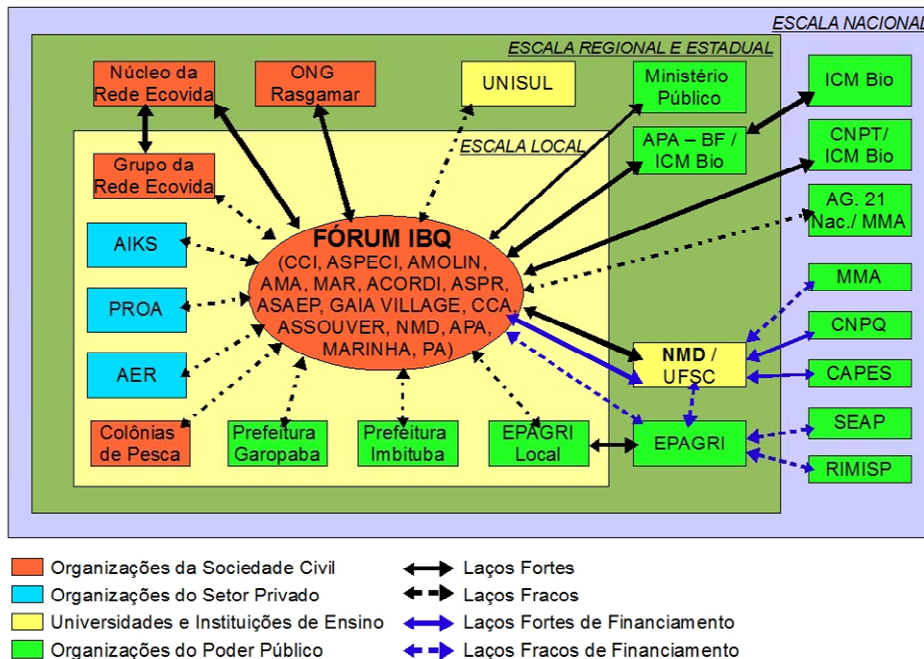 ESCALA NACIONAL
ESCALA REGIONAL E ESTADUAL
Núcleo da
Rede Ecovida
ONG
Rasgamar
UNISUL
Ministério
Público
ICM Bio
ESCALA LOCAL
APA – BF /
ICM Bio
CNPT/
ICM Bio
Grupo da
Rede Ecovida
AG. 21
Nac./ MMA
AIKS
FÓRUM IBQ
(CCI, ASPECI, AMOLIN,
AMA, MAR, ACORDI, ASPR,
ASAEP, GAIA VILLAGE, CCA,
ASSOUVER, NMD, APA,
MARINHA, PA)
MMA
PROA
CNPQ
NMD /
UFSC
AER
CAPES
Colônias
de Pesca
Prefeitura
Garopaba
Prefeitura
Imbituba
EPAGRI
Local
EPAGRI
SEAP
RIMISP
Organizações da Sociedade Civil
Laços Fortes
Organizações do Setor Privado
Laços Fracos
Universidades e Instituições de Ensino
Laços Fortes de Financiamento
Organizações do Poder Público
Laços Fracos de Financiamento